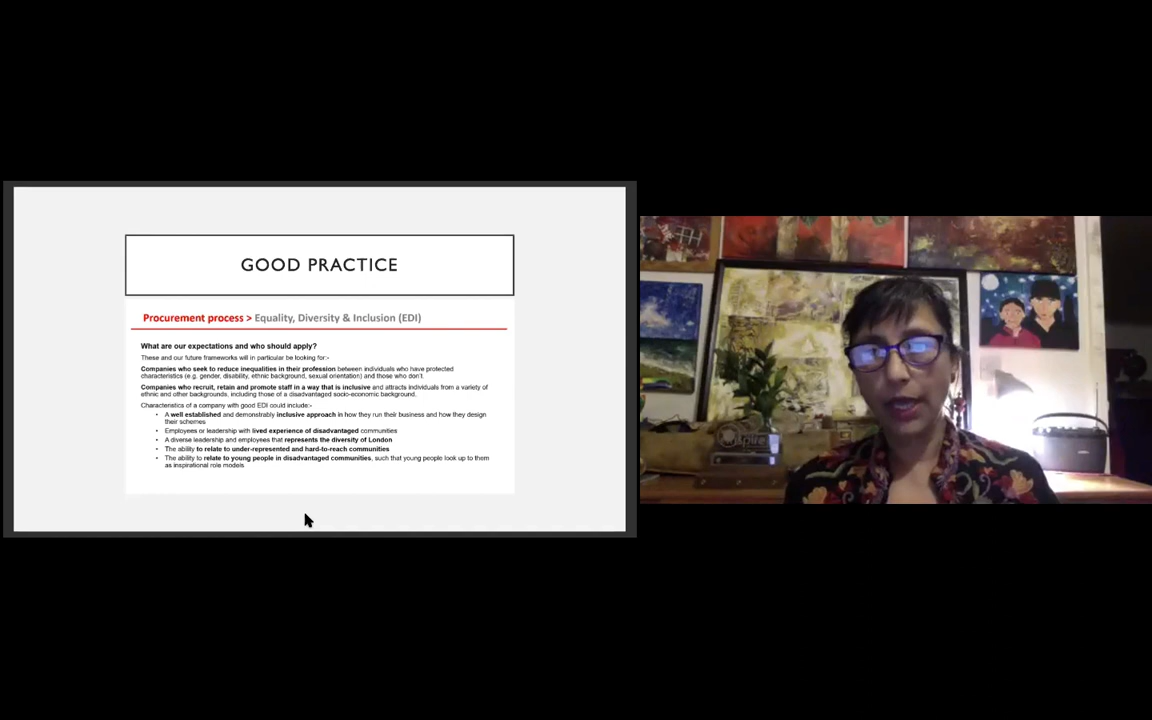 GOOD PRACTICE
Procurement process > Equality, Diversity & Inclusion (EDI)
What are our expectations and who should apply?
These and our future frameworks will in particular be looking for:-
Companies who seek to reduce inequalities in their profession between individuals who have protected
characteristics (e.g. gender, disability, ethnic background, sexual orientation) and those who don't.
Companies who recruit, retain and promote staff in a way that is inclusive and attracts individuals from a variety of
ethnic and other backgrounds, including those of a disadvantaged socio-economic background.
Characteristics of a company with good EDI could include:-
• A well established and demonstrably inclusive approach in how they run their business and how they design
their schemes
• Employees or leadership with lived experience of disadvantaged communities
• A diverse leadership and employees that represents the diversity of London
• The ability to relate to under-represented and hard-to-reach communities
• The ability to relate to young people in disadvantaged communities, such that young people look up to them
as inspirational role models
inspire